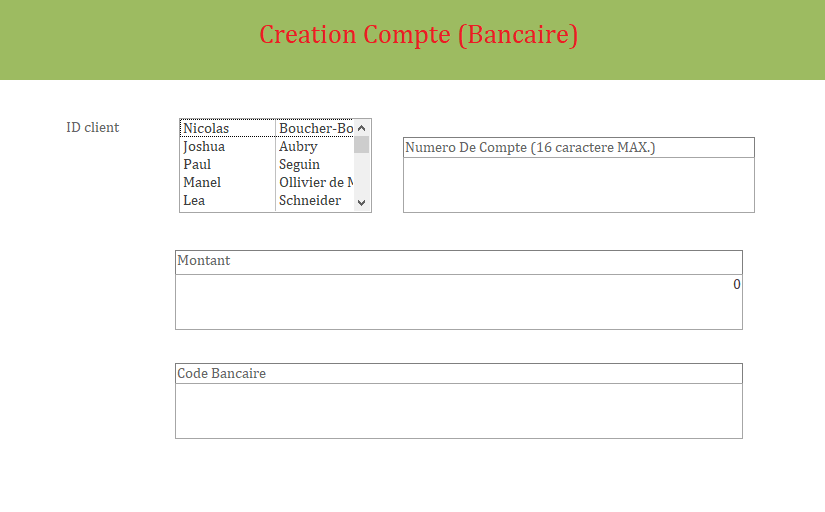 Creation Compte (Bancaire)
ID client
Nicolas Boucher-Bo
Joshua Aubry
Paul Seguin
Manel Ollivier de
Lea Schneider
Numero De Compte (16 caractere MAX.)
Montant
0
Code Bancaire